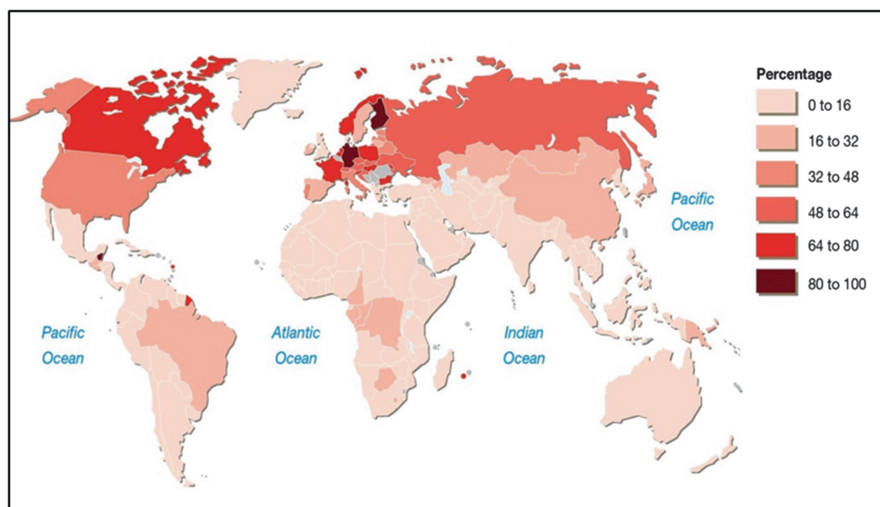 Percentage
0 to 16
16 to 32
32 to 48
48 to 64
64 to 80
80 to 100
Pacific
Ocean
Pacific
Ocean
Atlantic
Ocean
Indian
Ocean